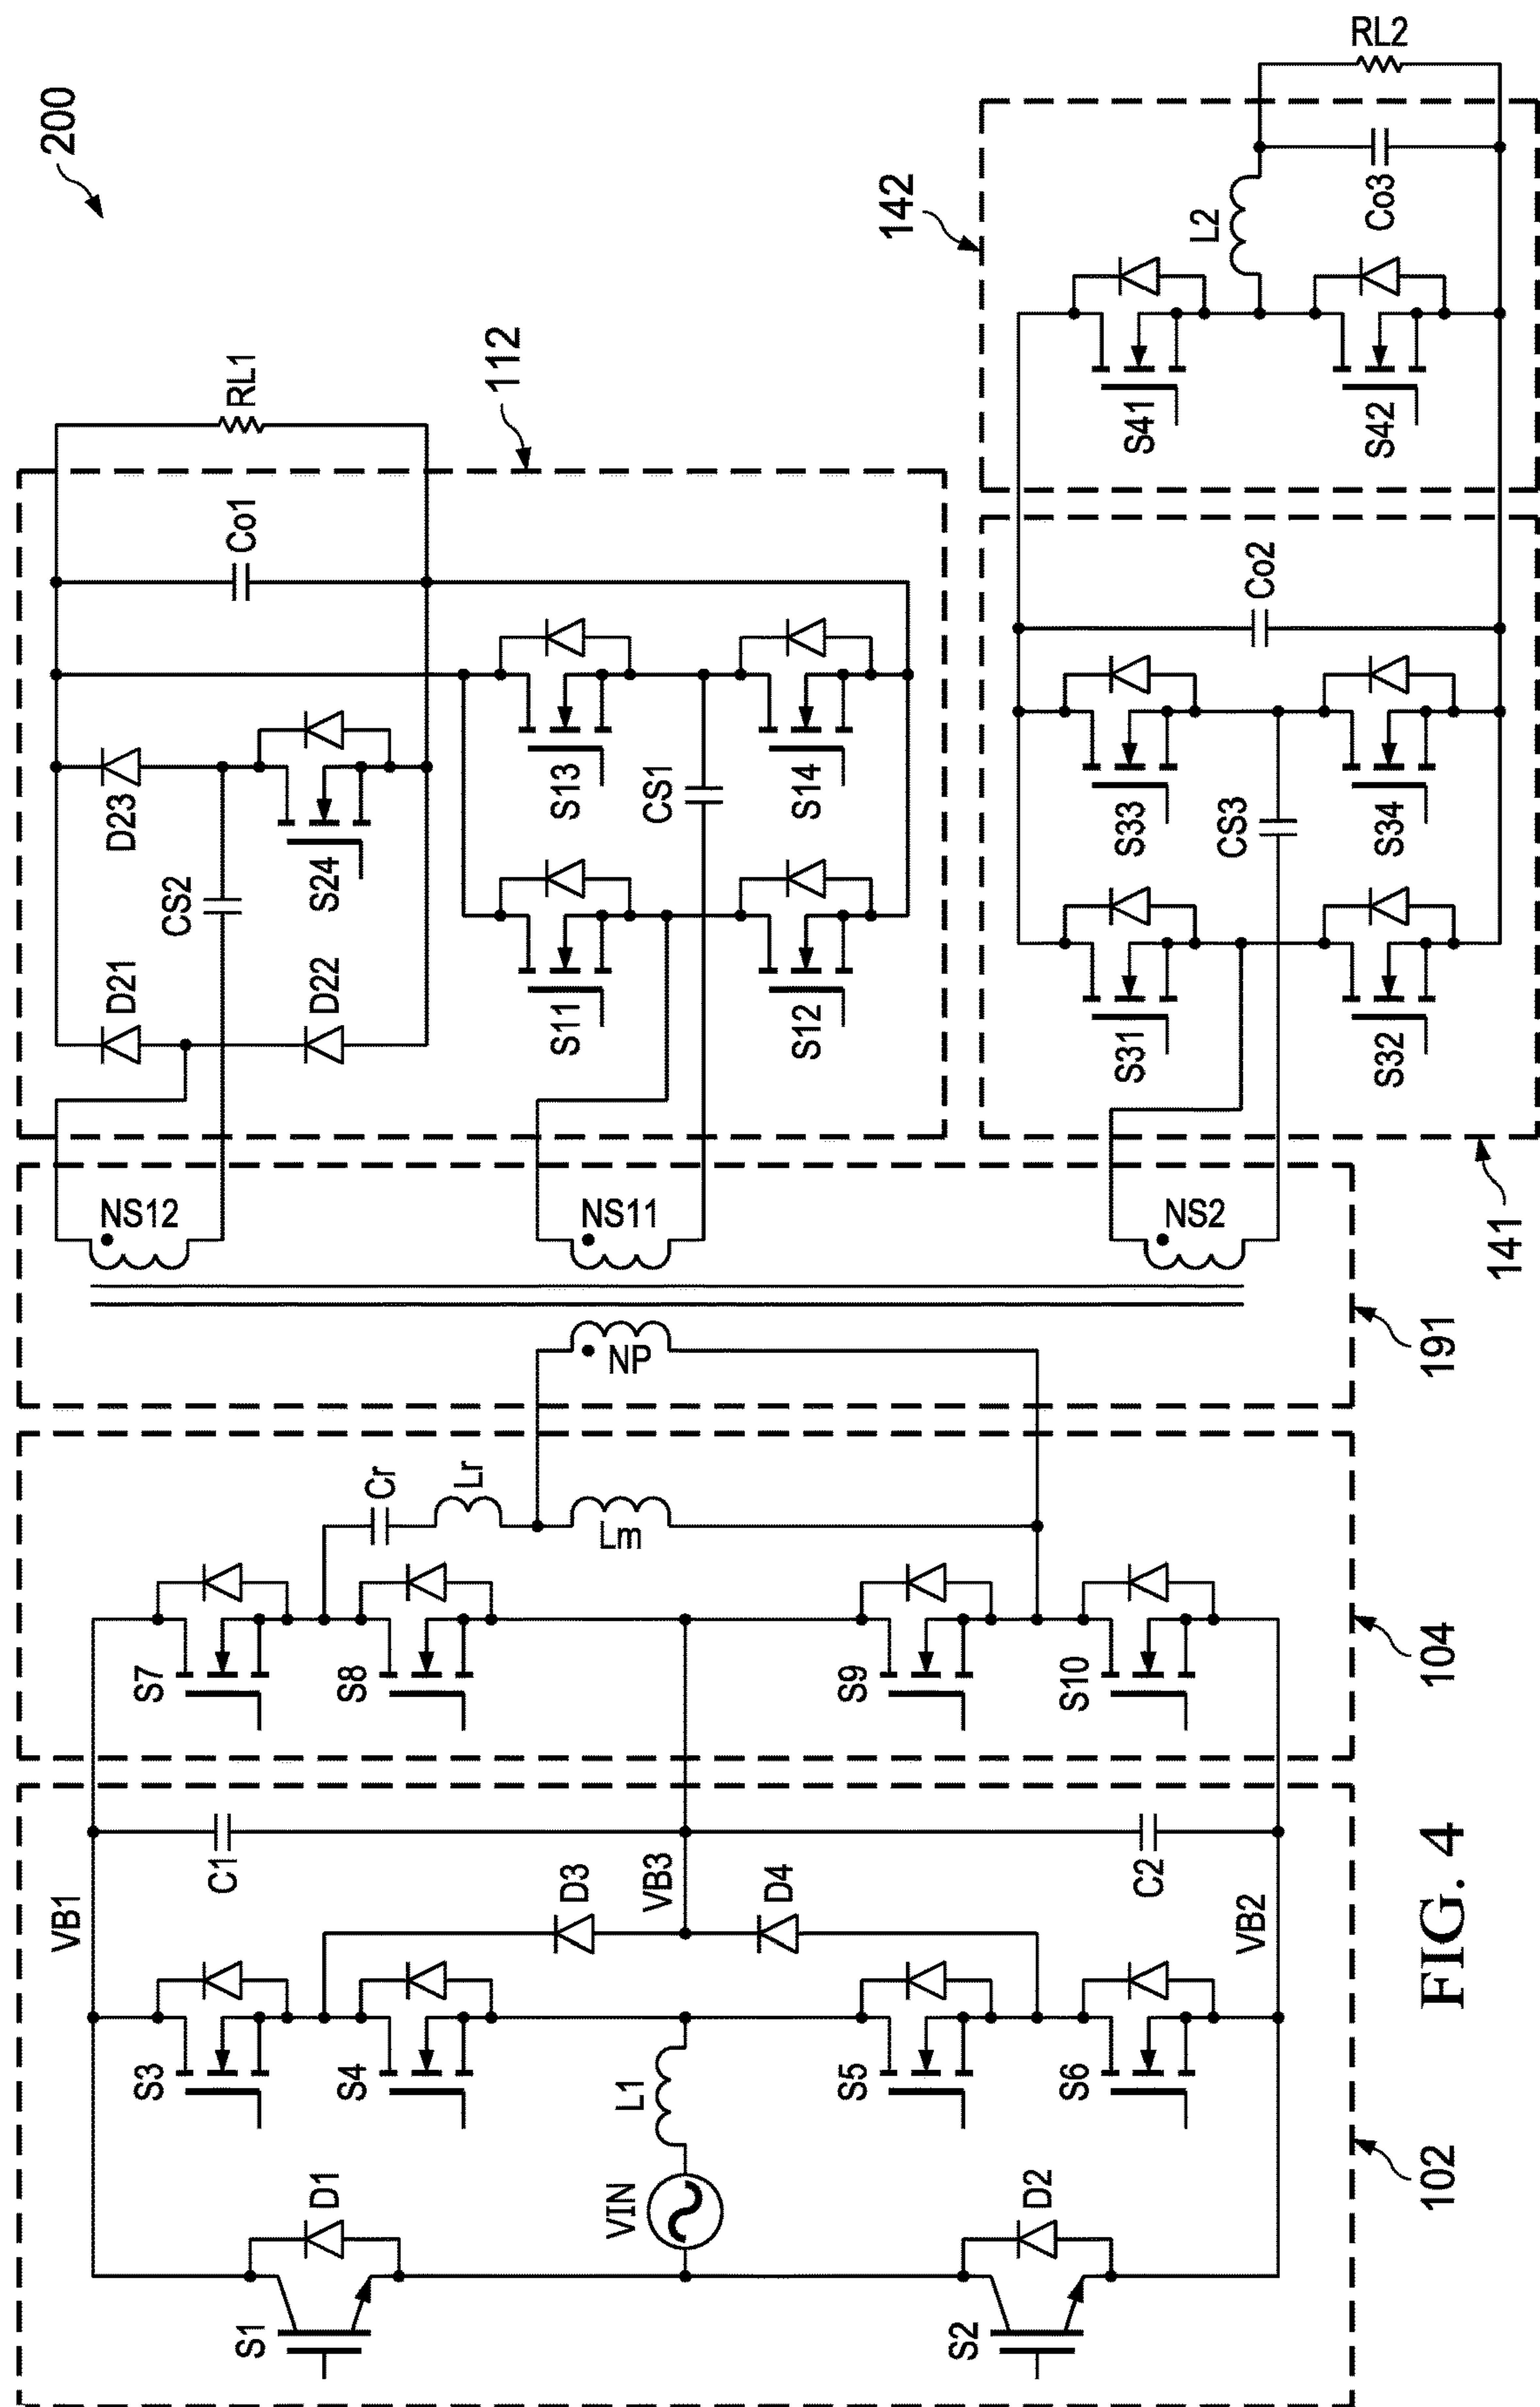 200
NS12
D21
D22
CS2
D23
S24
Co1
RL1
112
NS11
S11
S12
S13
CS1
S14
NS2
S31
S32
S33
CS3
S34
Co2
141
142
S41
S42
L2
Co3
RL2
S1
D1
VIN
L1
S2
D2
102
S3
S4
S5
S6
VB1
D3
VB3
D4
VB2
C1
C2
S7
S8
S9
S10
Cr
Lr
Lm
104
NP
191
FIG. 4